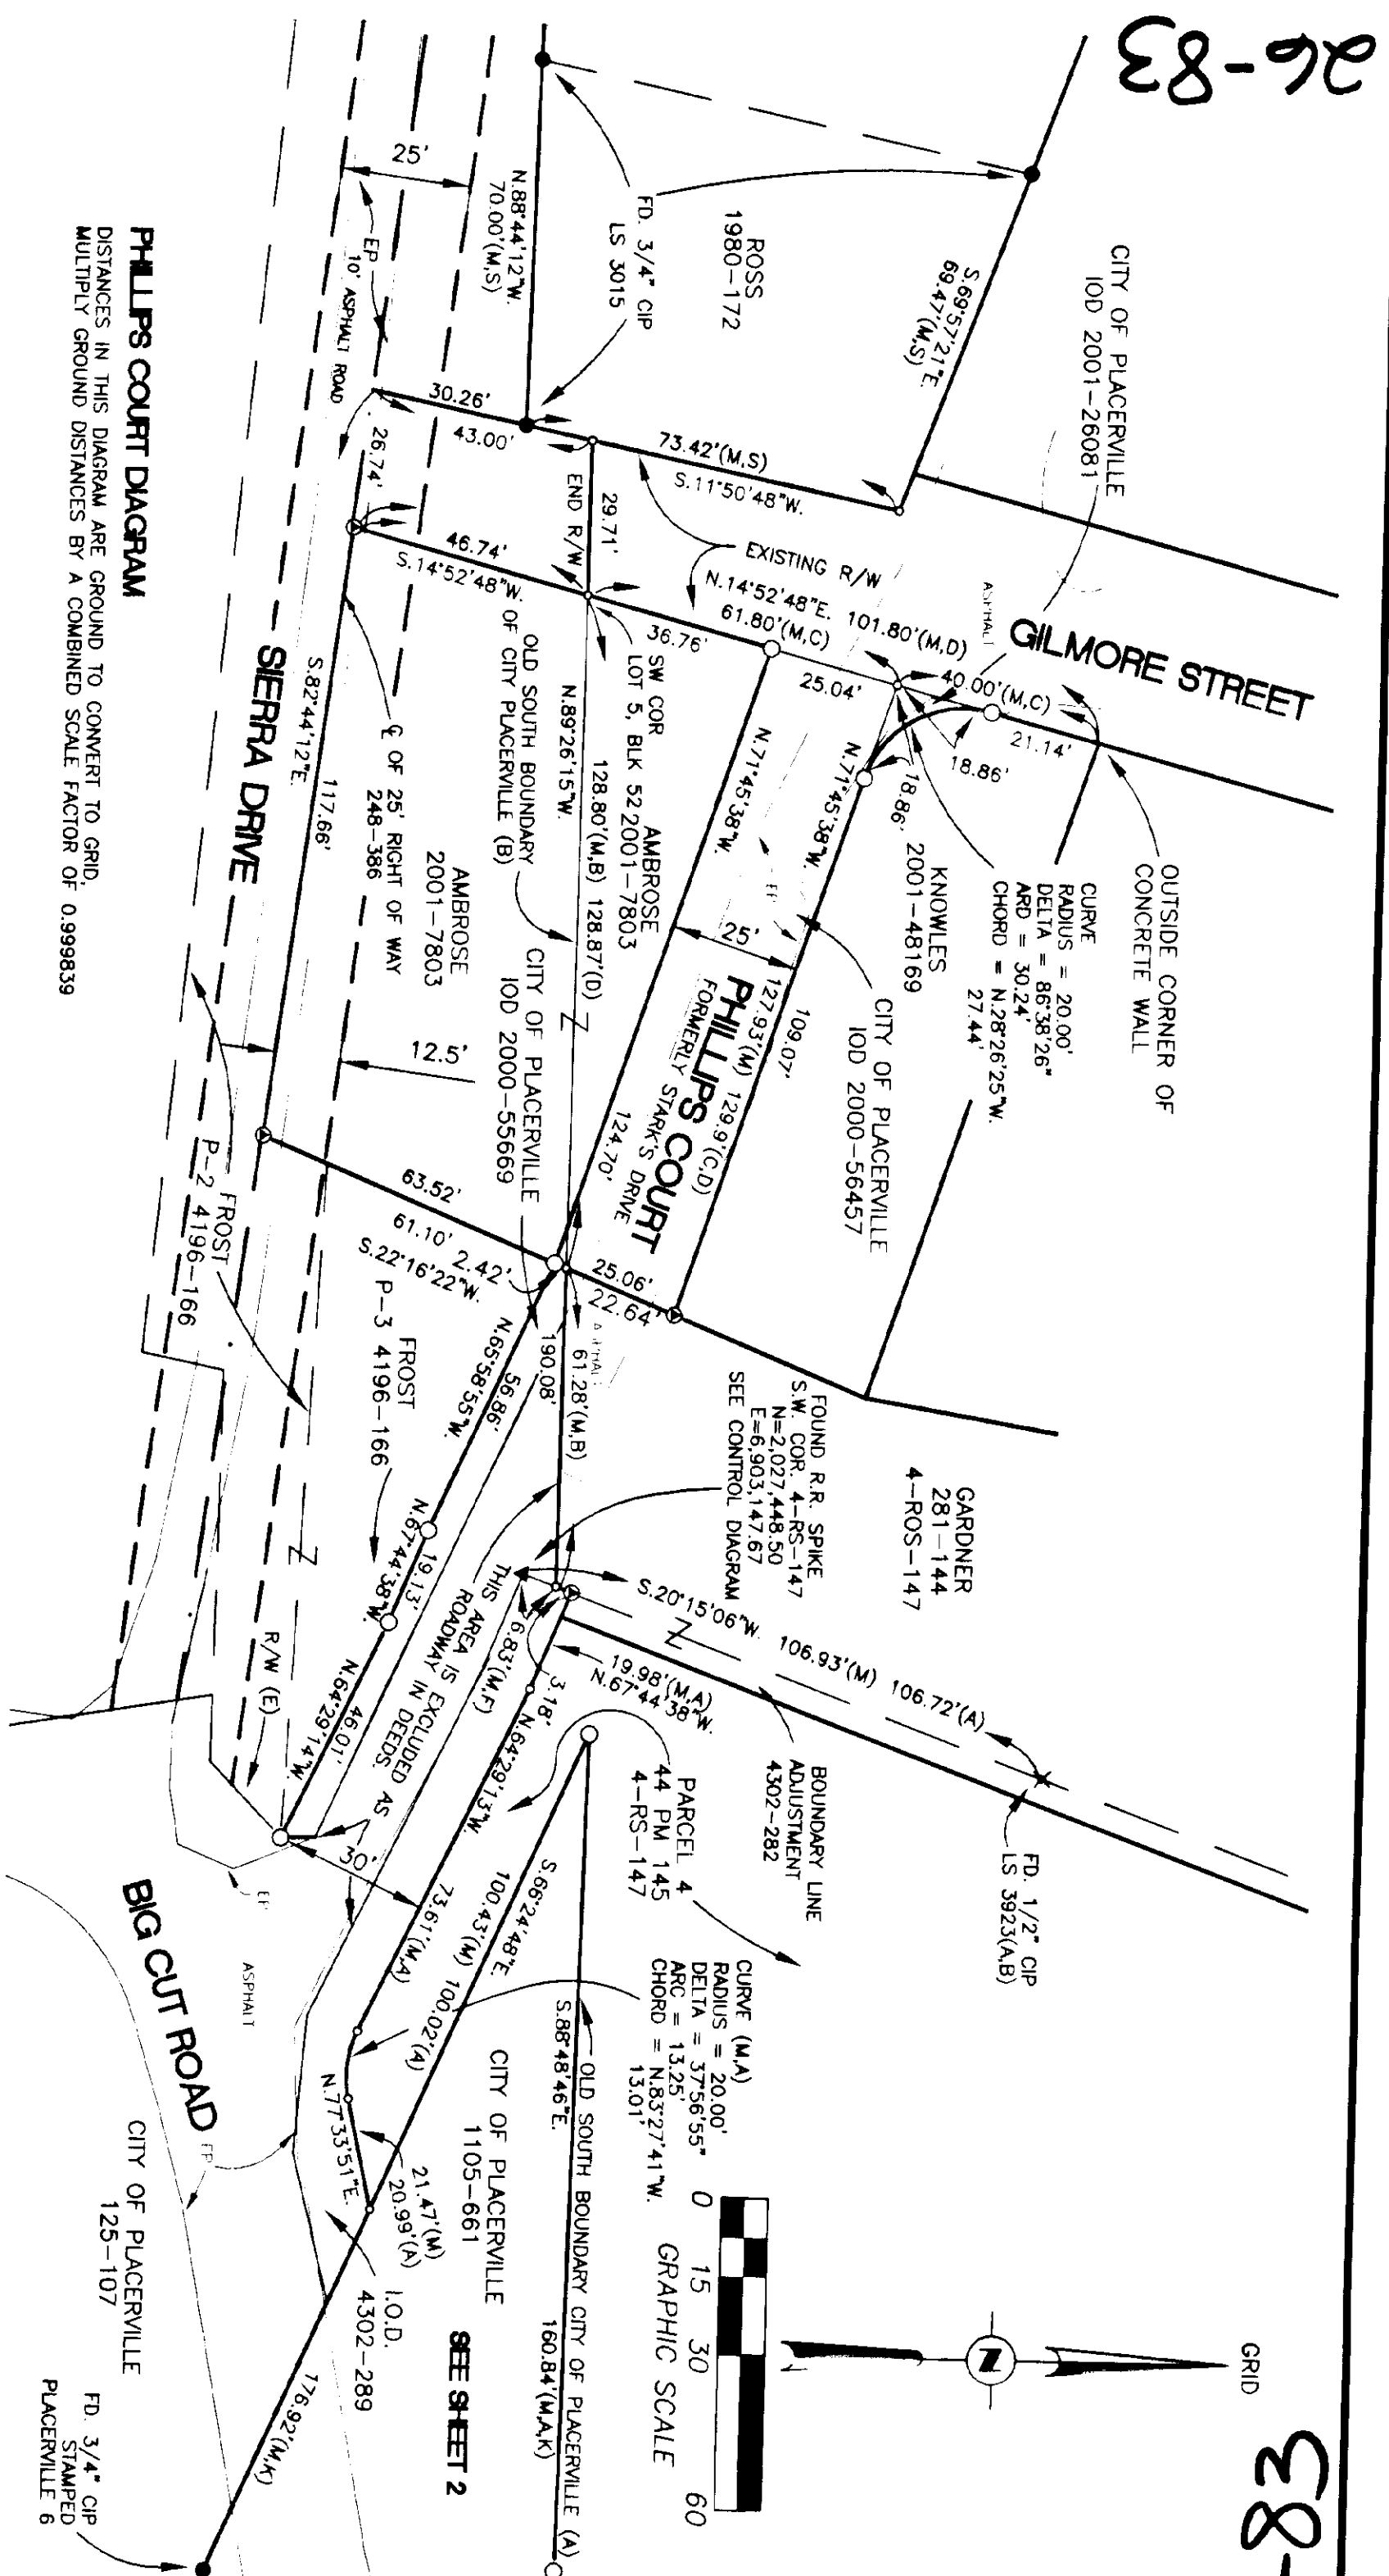 26-83
-83
GRID
N
CITY OF PLACERVILLE
IOD 2001-26081
S.69°57'21"E.
69.47'(M,S)
ROSS
1980-172
FD. 3/4" CIP
LS 3015
N.88°44'12"W.
70.00'(M,S)
25'
EP
10' ASPHALT ROAD
30.26'
43.00'
73.42'(M,S)
S.11°50'48"W.
26.74'
END R/W
29.71'
46.74'
S.14°52'48"W.
EXISTING R/W
N.14°52'48"E. 101.80'(M,D)
61.80'(M,C)
36.76'
25.04'
40.00'(M,C)
18.86'
21.14'
18.86'
ASPHALT
GILMORE STREET
OUTSIDE CORNER OF
CONCRETE WALL
CURVE
RADIUS = 20.00'
DELTA = 86°38'26"
ARD = 30.24'
CHORD = N.28°26'25"W.
27.44'
KNOWLES
2001-48169
CITY OF PLACERVILLE
IOD 2000-56457
N.71°45'38"W.
N.71°45'38"W.
EP
25'
109.07'
127.93'(M) 129.9'(C,D)
PHILLIPS COURT
FORMERLY STARK'S DRIVE
124.70'
SW COR
LOT 5, BLK 52
AMBROSE
2001-7803
128.80'(M,B) 128.87'(D)
N.89°26'15"W.
OLD SOUTH BOUNDARY
OF CITY PLACERVILLE (B)
CITY OF PLACERVILLE
IOD 2000-55669
℄ OF 25' RIGHT OF WAY
248-386
AMBROSE
2001-7803
12.5'
S.82°44'12"E.
117.66'
SIERRA DRIVE
PHILLIPS COURT DIAGRAM
DISTANCES IN THIS DIAGRAM ARE GROUND TO CONVERT TO GRID,
MULTIPLY GROUND DISTANCES BY A COMBINED SCALE FACTOR OF 0.999839
63.52'
61.10' 2.42'
S.22°16'22"W.
25.06'
22.64'
FROST
P-2 4196-166
FROST
P-3 4196-166
190.08'
61.28'(M,B)
56.86'
N.65°58'55"W.
N.67°44'38"W.
19.13'
N.64°29'14"W.
46.01'
R/W (E)
GARDNER
281-144
4-ROS-147
FOUND R.R. SPIKE
S.W. COR. 4-RS-147
N=2,027,448.50
E=6,903,147.67
SEE CONTROL DIAGRAM
S.20°15'06"W. 106.93'(M) 106.72'(A)
FD. 1/2" CIP
LS 3923(A,B)
BOUNDARY LINE
ADJUSTMENT
4302-282
19.98'(M,A)
N.67°44'38"W.
3.18'
6.83'(M,F)
THIS AREA IS EXCLUDED AS
ROADWAY IN DEEDS.
N.64°29'13"W.
73.61'(M,A)
30'
PARCEL 4
44 PM 145
4-RS-147
S.66°24'48"E.
100.43'(M) 100.02'(A)
CURVE (M,A)
RADIUS = 20.00'
DELTA = 37°56'55"
ARC = 13.25'
CHORD = N.83°27'41"W.
13.01'
OLD SOUTH BOUNDARY CITY OF PLACERVILLE (A)
S.88°48'46"E.
160.84'(M,A,K)
CITY OF PLACERVILLE
1105-661
N.77°33'51"E.
21.47'(M)
20.99'(A)
I.O.D.
4302-289
SEE SHEET 2
EP
ASPHALT
BIG CUT ROAD
EP
CITY OF PLACERVILLE
125-107
176.92'(M,K)
FD. 3/4" CIP
STAMPED
PLACERVILLE 6
0 15 30 60
GRAPHIC SCALE